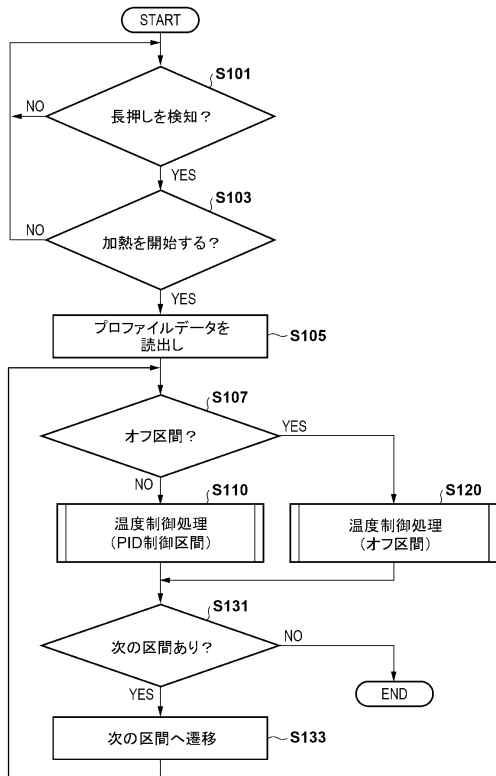 START
S101
長押しを検知？
NO
YES
S103
加熱を開始する？
NO
YES
プロファイルデータを
読出し
S105
S107
オフ区間？
YES
NO
S110
温度制御処理
（PID制御区間）
S120
温度制御処理
（オフ区間）
S131
次の区間あり？
NO
YES
END
次の区間へ遷移
S133